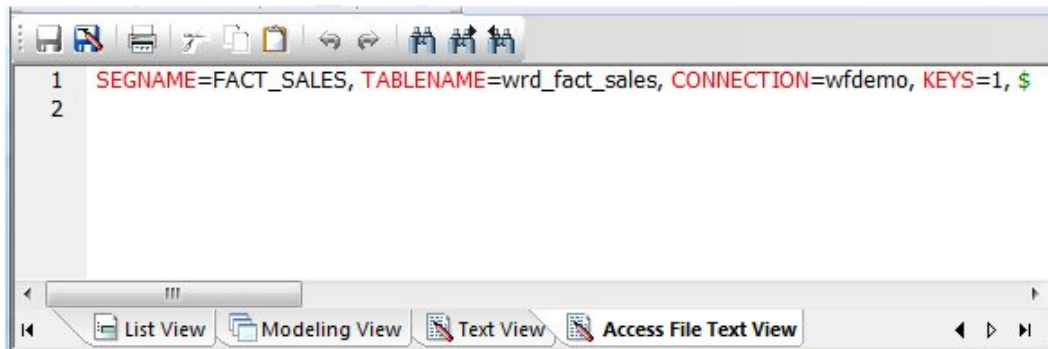 1 SEGNAME=FACT_SALES, TABLENAME=wrd_fact_sales, CONNECTION=wfdemo, KEYS=1, $
2
List View Modeling View Text View Access File Text View